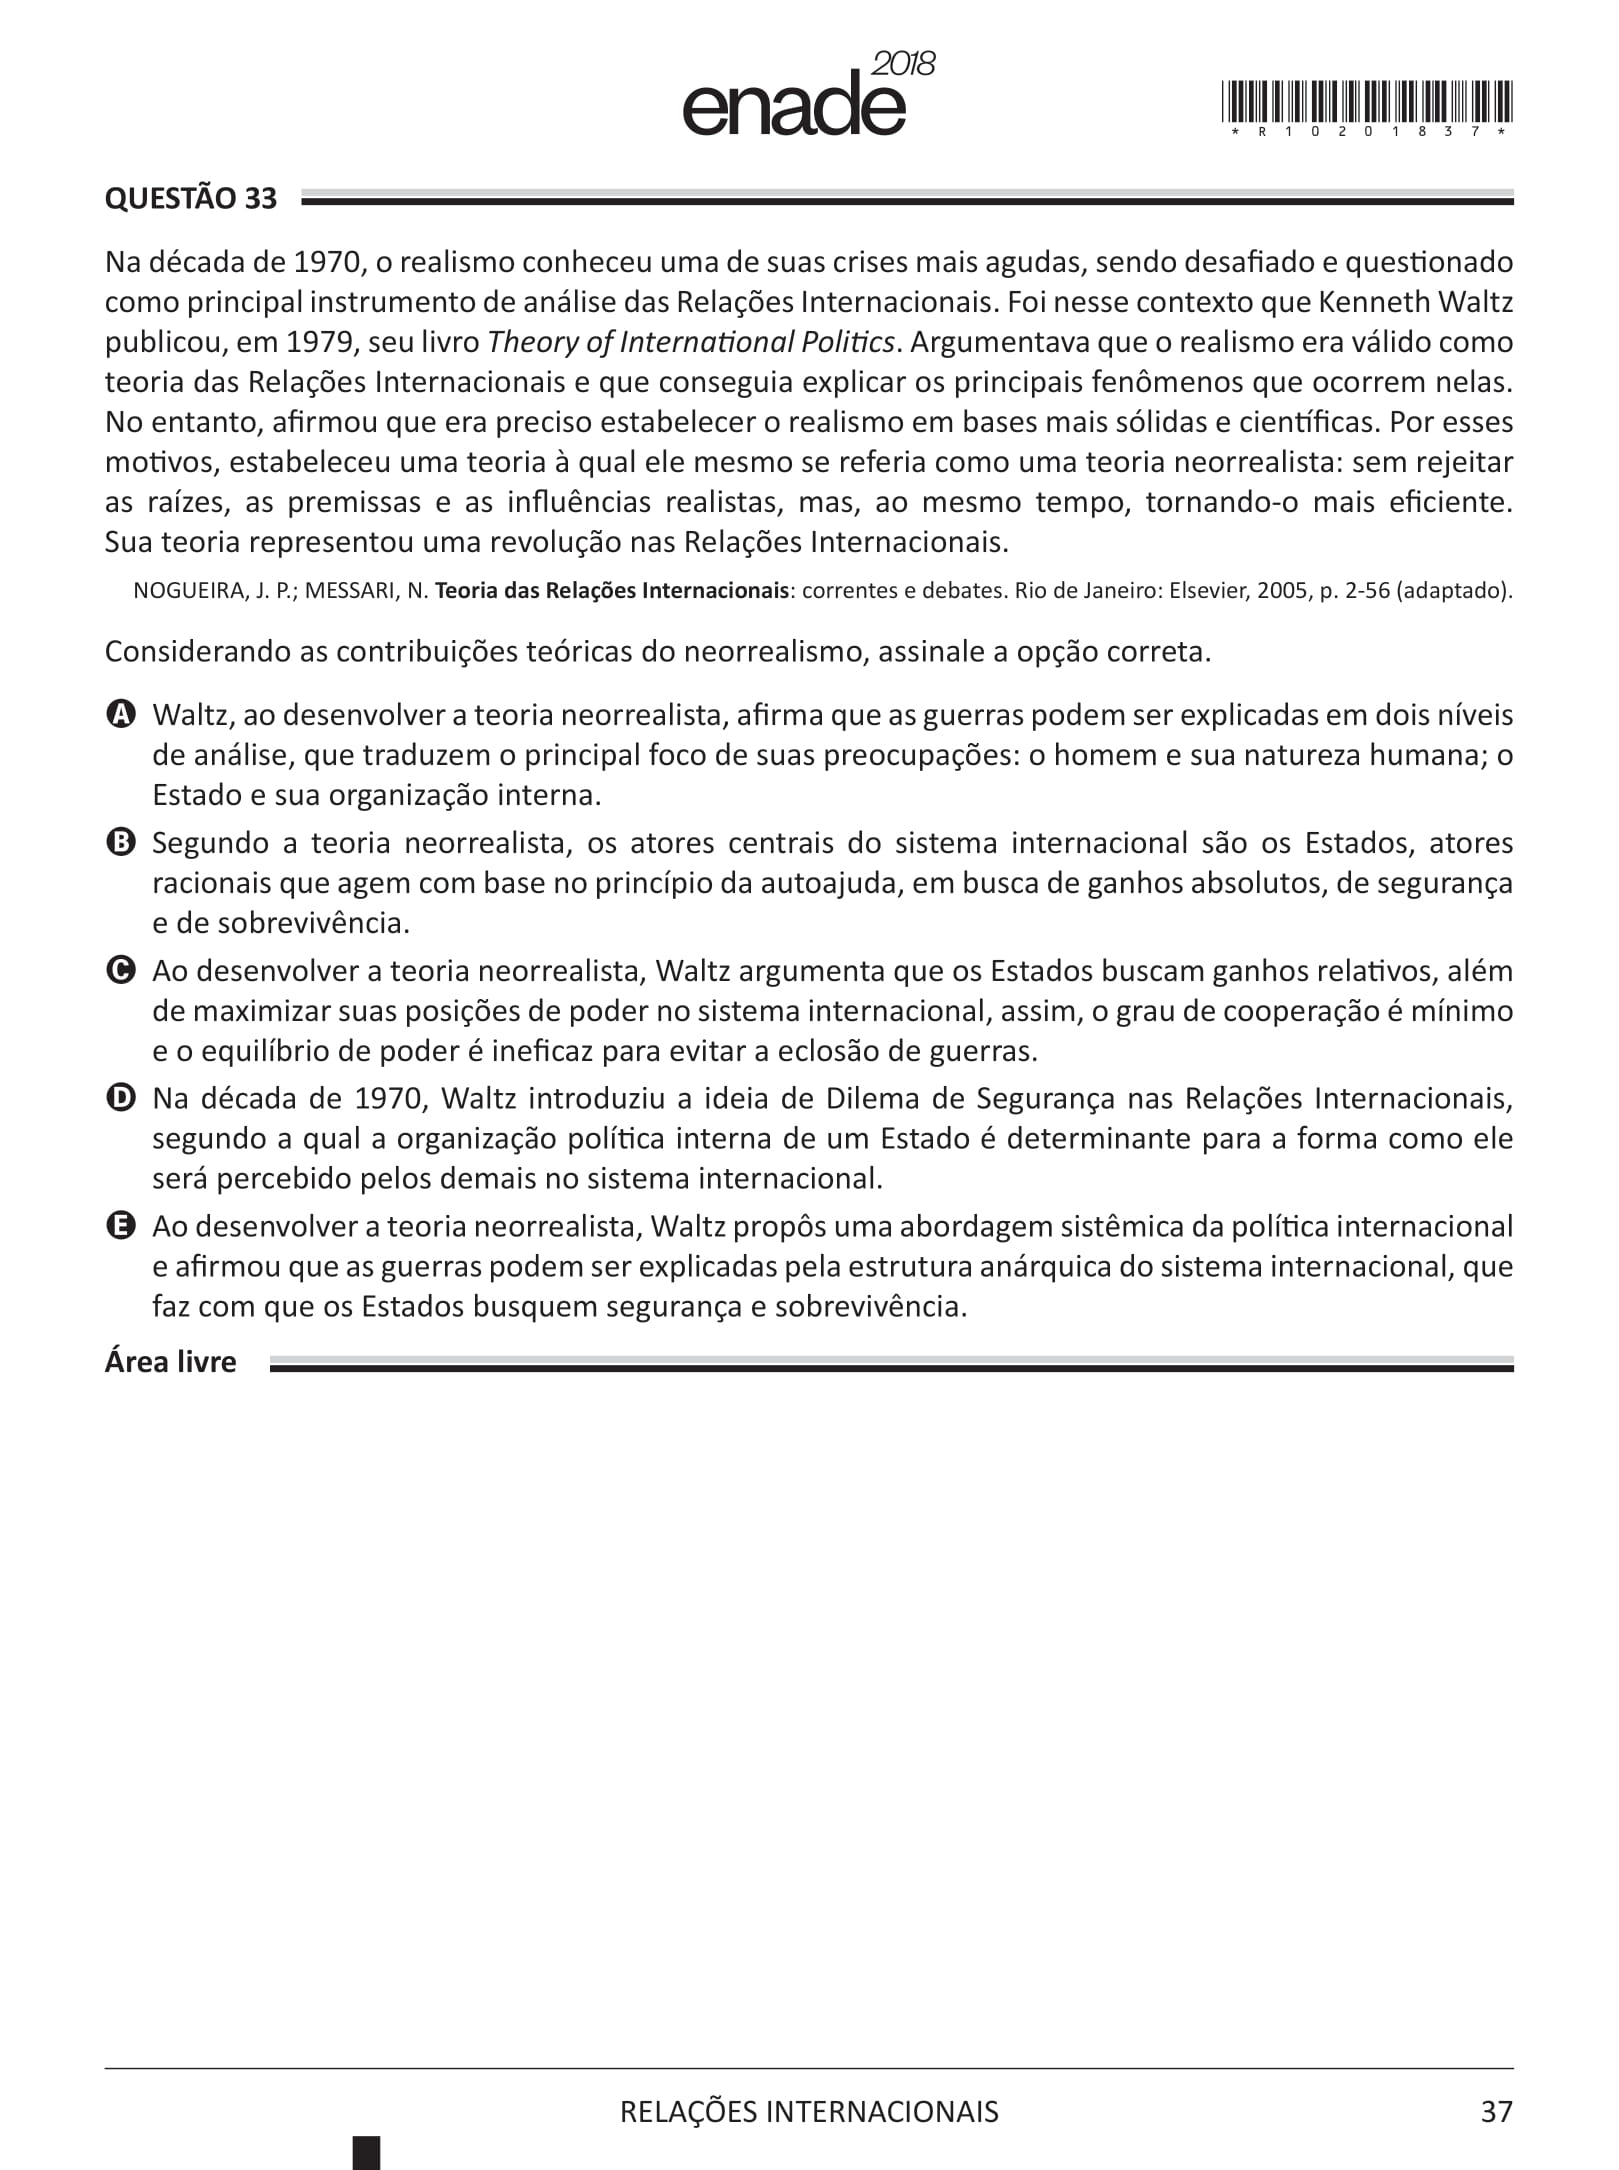 2018
enade
* R 1 0 2 0 1 8 3 7 *
QUESTÃO 33
Na década de 1970, o realismo conheceu uma de suas crises mais agudas, sendo desafiado e questionado
como principal instrumento de análise das Relações Internacionais. Foi nesse contexto que Kenneth Waltz
publicou, em 1979, seu livro Theory of International Politics. Argumentava que o realismo era válido como
teoria das Relações Internacionais e que conseguia explicar os principais fenômenos que ocorrem nelas.
No entanto, afirmou que era preciso estabelecer o realismo em bases mais sólidas e científicas. Por esses
motivos, estabeleceu uma teoria à qual ele mesmo se referia como uma teoria neorrealista: sem rejeitar
as raízes, as premissas e as influências realistas, mas, ao mesmo tempo, tornando-o mais eficiente.
Sua teoria representou uma revolução nas Relações Internacionais.
NOGUEIRA, J. P.; MESSARI, N. Teoria das Relações Internacionais: correntes e debates. Rio de Janeiro: Elsevier, 2005, p. 2-56 (adaptado).
Considerando as contribuições teóricas do neorrealismo, assinale a opção correta.
A Waltz, ao desenvolver a teoria neorrealista, afirma que as guerras podem ser explicadas em dois níveis
de análise, que traduzem o principal foco de suas preocupações: o homem e sua natureza humana; o
Estado e sua organização interna.
B Segundo a teoria neorrealista, os atores centrais do sistema internacional são os Estados, atores
racionais que agem com base no princípio da autoajuda, em busca de ganhos absolutos, de segurança
e de sobrevivência.
C Ao desenvolver a teoria neorrealista, Waltz argumenta que os Estados buscam ganhos relativos, além
de maximizar suas posições de poder no sistema internacional, assim, o grau de cooperação é mínimo
e o equilíbrio de poder é ineficaz para evitar a eclosão de guerras.
D Na década de 1970, Waltz introduziu a ideia de Dilema de Segurança nas Relações Internacionais,
segundo a qual a organização política interna de um Estado é determinante para a forma como ele
será percebido pelos demais no sistema internacional.
E Ao desenvolver a teoria neorrealista, Waltz propôs uma abordagem sistêmica da política internacional
e afirmou que as guerras podem ser explicadas pela estrutura anárquica do sistema internacional, que
faz com que os Estados busquem segurança e sobrevivência.
Área livre
RELAÇÕES INTERNACIONAIS
37